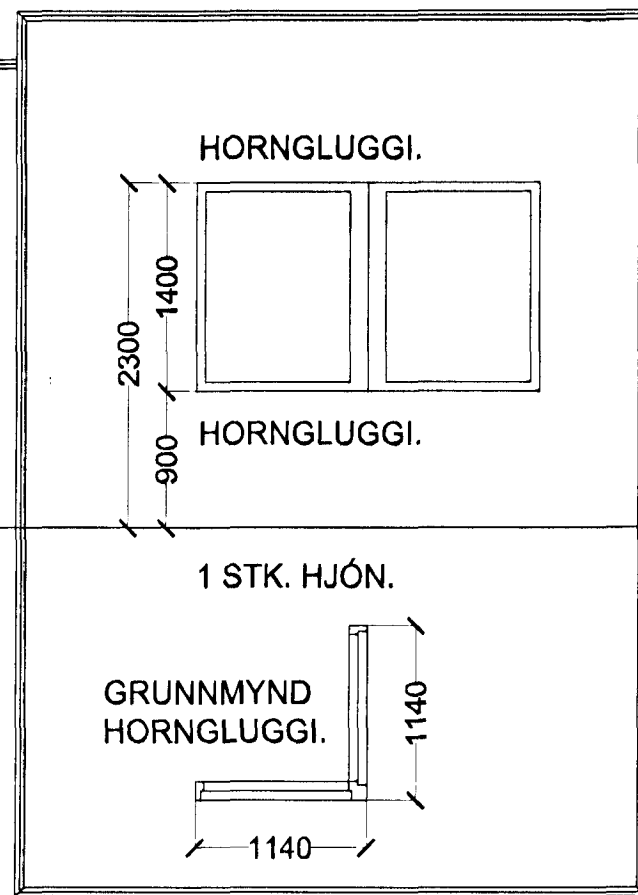 HORNGLUGGI.
1400
2300
900
HORNGLUGGI.
1 STK. HJÓN.
GRUNNMYND
HORNGLUGGI.
1140
1140